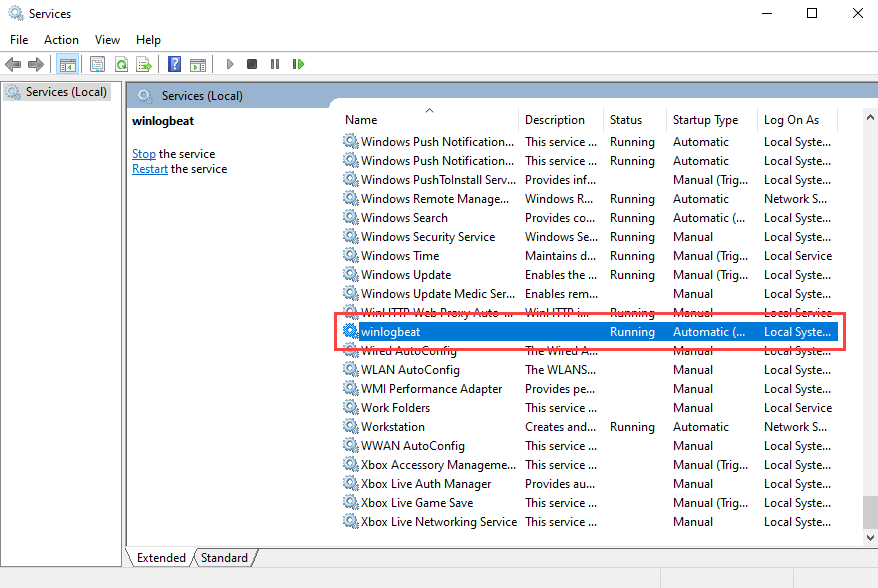 Services
File Action View Help
Services (Local)
Services (Local)
winlogbeat
Stop the service
Restart the service
Name Description Status Startup Type Log On As
Windows Push Notification... This service ... Running Automatic Local Syste...
Windows Push Notification... This service ... Running Automatic Local Syste...
Windows PushToInstall Serv... Provides inf... Manual (Trig... Local Syste...
Windows Remote Manage... Windows R... Running Automatic Network S...
Windows Search Provides co... Running Automatic (... Local Syste...
Windows Security Service Windows Se... Running Manual Local Syste...
Windows Time Maintains d... Running Manual (Trig... Local Service
Windows Update Enables the ... Running Manual (Trig... Local Syste...
Windows Update Medic Ser... Enables rem... Manual Local Syste...
WinHTTP Web Proxy Auto-... WinHTTP i... Running Manual Local Service
winlogbeat Running Automatic (... Local Syste...
Wired AutoConfig The Wired A... Manual Local Syste...
WLAN AutoConfig The WLANS... Manual Local Syste...
WMI Performance Adapter Provides pe... Manual Local Syste...
Work Folders This service ... Manual Local Service
Workstation Creates and... Running Automatic Network S...
WWAN AutoConfig This service ... Manual Local Syste...
Xbox Accessory Manageme... This service ... Manual (Trig... Local Syste...
Xbox Live Auth Manager Provides au... Manual Local Syste...
Xbox Live Game Save This service ... Manual (Trig... Local Syste...
Xbox Live Networking Service This service ... Manual Local Syste...
Extended Standard